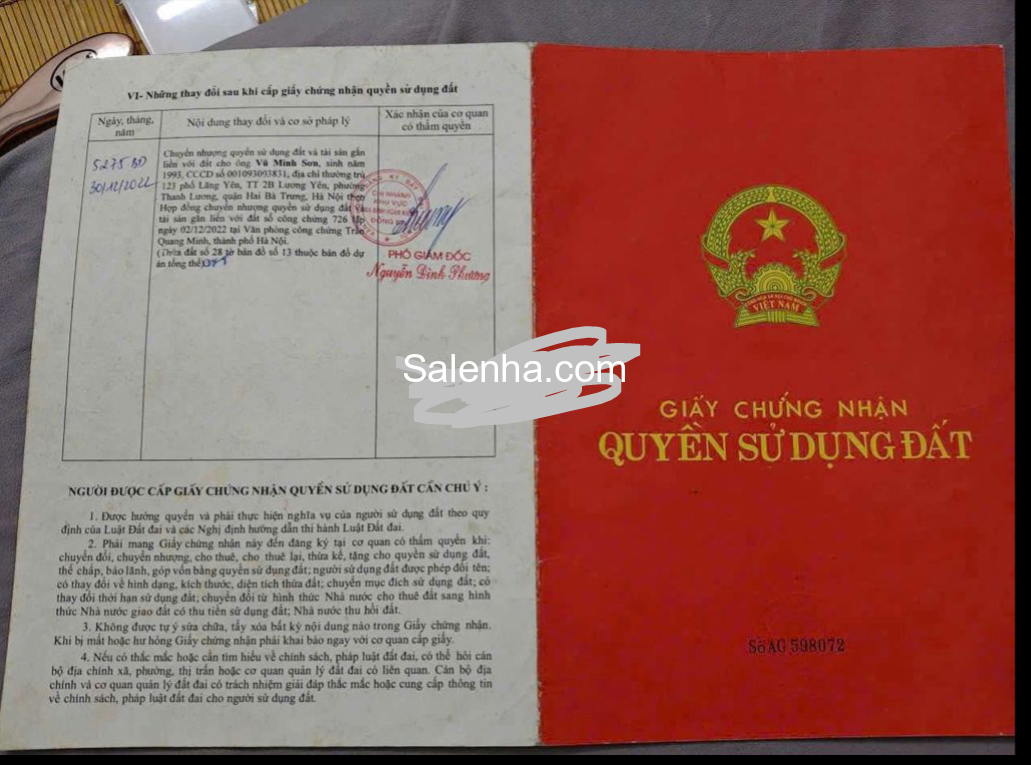 VI- Những thay đổi sau khi cấp giấy chứng nhận quyền sử dụng đất
Ngày, tháng, năm
Nội dung thay đổi và cơ sở pháp lý
Xác nhận của cơ quan có thẩm quyền
5275 BD
30/12/2022
Chuyển nhượng quyền sử dụng đất và tài sản gắn
liền với đất cho ông Vũ Minh Sơn, sinh năm
1993, CCCD số 001093093831, địa chỉ thường trú
123 phố Lãng Yên, TT 2B Lương Yên, phường
Thanh Lương, quận Hai Bà Trưng, Hà Nội theo
Hợp đồng chuyển nhượng quyền sử dụng đất và
tài sản gắn liền với đất số công chứng 726 lập
ngày 02/12/2022 tại Văn phòng công chứng Trần
Quang Minh, thành phố Hà Nội.
(Thửa đất số 28 tờ bản đồ số 13 thuộc bản đồ dự
án tổng thể)
CHI NHÁNH
KHU VỰC
PHÓ GIÁM ĐỐC
Nguyễn Đình Phương
NGƯỜI ĐƯỢC CẤP GIẤY CHỨNG NHẬN QUYỀN SỬ DỤNG ĐẤT CẦN CHÚ Ý :
1. Được hưởng quyền và phải thực hiện nghĩa vụ của người sử dụng đất theo quy
định của Luật Đất đai và các Nghị định hướng dẫn thi hành Luật Đất đai.
2. Phải mang Giấy chứng nhận này đến đăng ký tại cơ quan có thẩm quyền khi:
chuyển đổi, chuyển nhượng, cho thuê, cho thuê lại, thừa kế, tặng cho quyền sử dụng đất,
thế chấp, bảo lãnh, góp vốn bằng quyền sử dụng đất; người sử dụng đất được phép đổi tên;
có thay đổi về hình dạng, kích thước, diện tích thửa đất; chuyển mục đích sử dụng đất; có
thay đổi thời hạn sử dụng đất; chuyển đổi từ hình thức Nhà nước cho thuê đất sang hình
thức Nhà nước giao đất có thu tiền sử dụng đất; Nhà nước thu hồi đất.
3. Không được tự ý sửa chữa, tẩy xóa bất kỳ nội dung nào trong Giấy chứng nhận.
Khi bị mất hoặc hư hỏng Giấy chứng nhận phải khai báo ngay với cơ quan cấp giấy.
4. Nếu có thắc mắc hoặc cần tìm hiểu về chính sách, pháp luật đất đai, có thể hỏi cán
bộ địa chính xã, phường, thị trấn hoặc cơ quan quản lý đất đai có liên quan. Cán bộ địa
chính và cơ quan quản lý đất đai có trách nhiệm giải đáp thắc mắc hoặc cung cấp thông tin
về chính sách, pháp luật đất đai cho người sử dụng đất.
Salenha.com
VIỆT NAM
GIẤY CHỨNG NHẬN
QUYỀN SỬ DỤNG ĐẤT
Số AG 598072